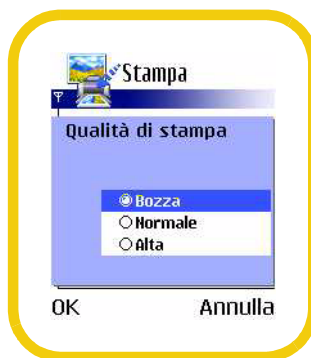 Stampa
Qualità di stampa
Bozza
Normale
Alta
OK Annulla